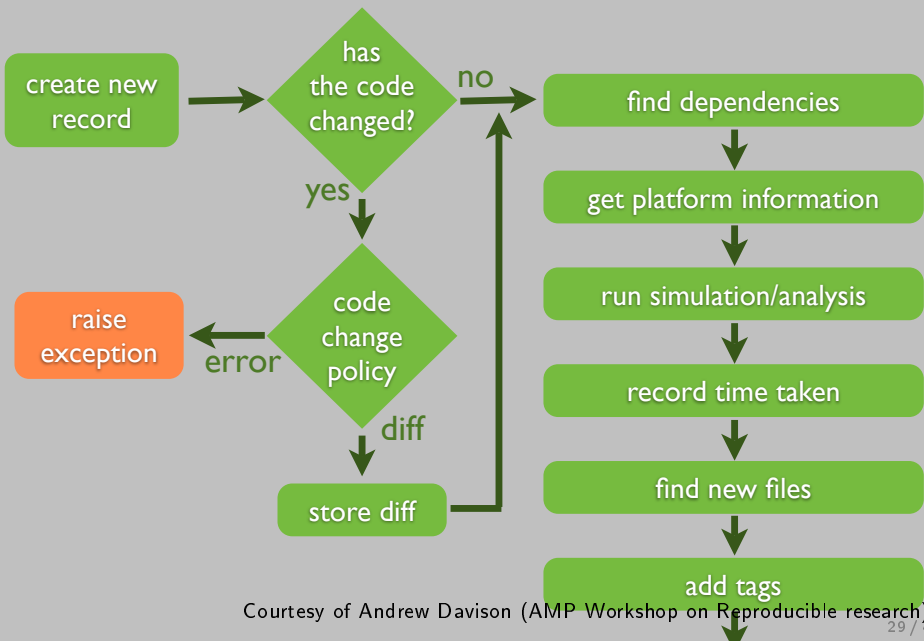 create new
record
has
the code
changed?
no
yes
code
change
policy
error
raise
exception
diff
store diff
find dependencies
get platform information
run simulation/analysis
record time taken
find new files
add tags
Courtesy of Andrew Davison (AMP Workshop on Reproducible research)
29 /